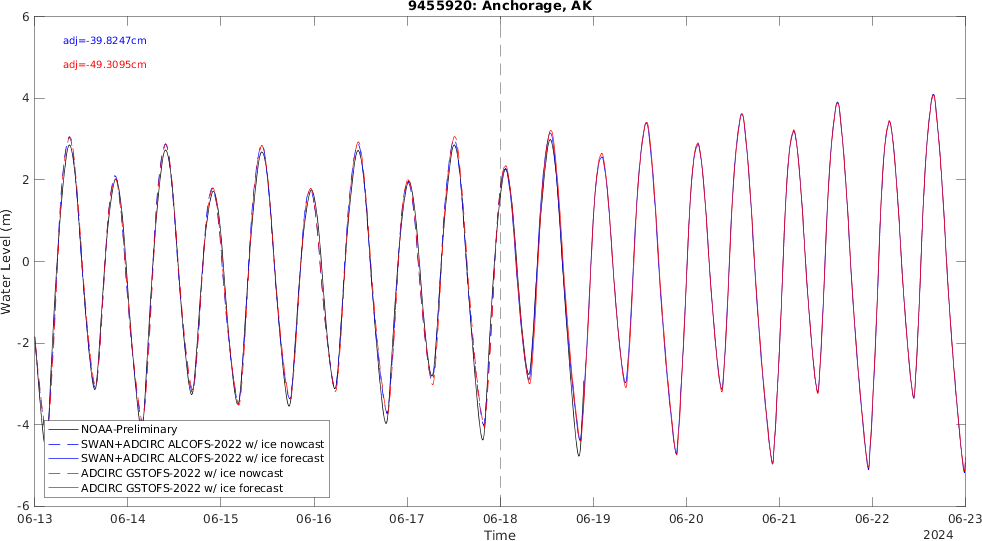 9455920: Anchorage, AK
6
adj=-39.8247cm
adj=-49.3095cm
4
2
0
-2
-4
-6
Water Level (m)
NOAA-Preliminary
SWAN+ADCIRC ALCOFS-2022 w/ ice nowcast
SWAN+ADCIRC ALCOFS-2022 w/ ice forecast
ADCIRC GSTOFS-2022 w/ ice nowcast
ADCIRC GSTOFS-2022 w/ ice forecast
06-13 06-14 06-15 06-16 06-17 06-18 06-19 06-20 06-21 06-22 06-23
Time
2024